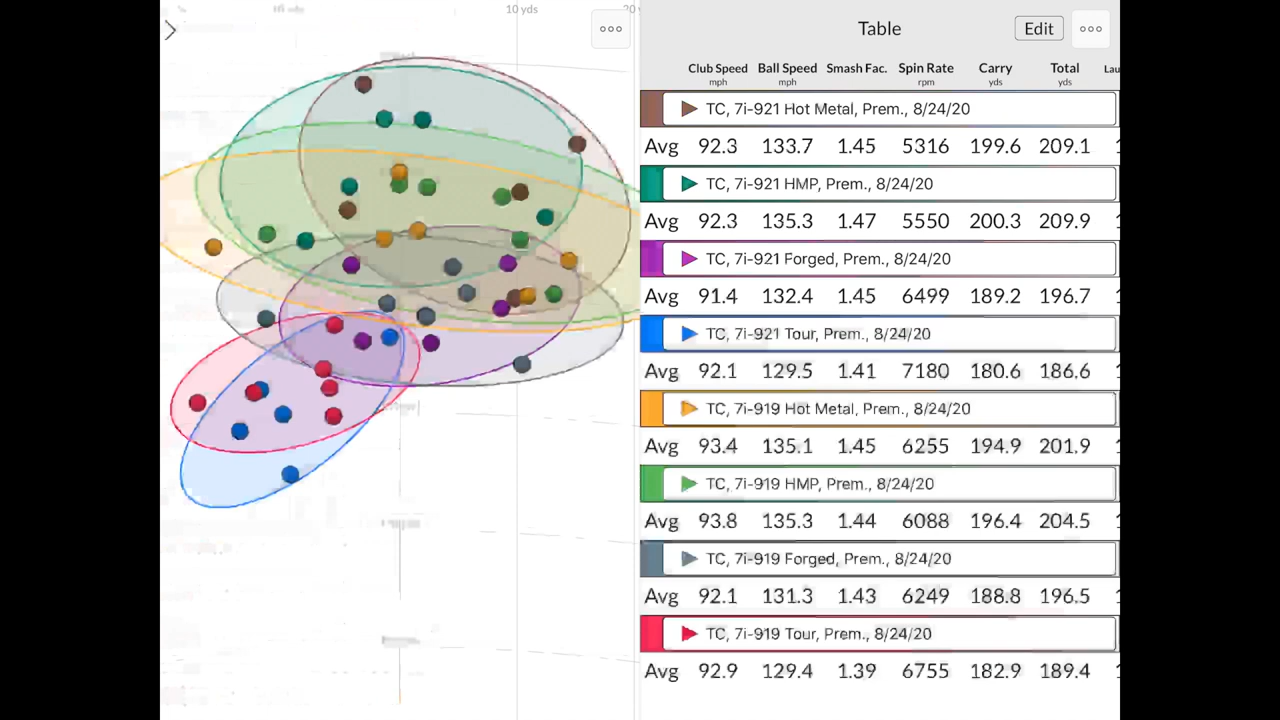 10 yds
Table
Edit
Club Speed Ball Speed Smash Fac. Spin Rate Carry Total
mph mph rpm yds yds
TC, 7i-921 Hot Metal, Prem., 8/24/20
Avg 92.3 133.7 1.45 5316 199.6 209.1
TC, 7i-921 HMP, Prem., 8/24/20
Avg 92.3 135.3 1.47 5550 200.3 209.9
TC, 7i-921 Forged, Prem., 8/24/20
Avg 91.4 132.4 1.45 6499 189.2 196.7
TC, 7i-921 Tour, Prem., 8/24/20
Avg 92.1 129.5 1.41 7180 180.6 186.6
TC, 7i-919 Hot Metal, Prem., 8/24/20
Avg 93.4 135.1 1.45 6255 194.9 201.9
TC, 7i-919 HMP, Prem., 8/24/20
Avg 93.8 135.3 1.44 6088 196.4 204.5
TC, 7i-919 Forged, Prem., 8/24/20
Avg 92.1 131.3 1.43 6249 188.8 196.5
TC, 7i-919 Tour, Prem., 8/24/20
Avg 92.9 129.4 1.39 6755 182.9 189.4